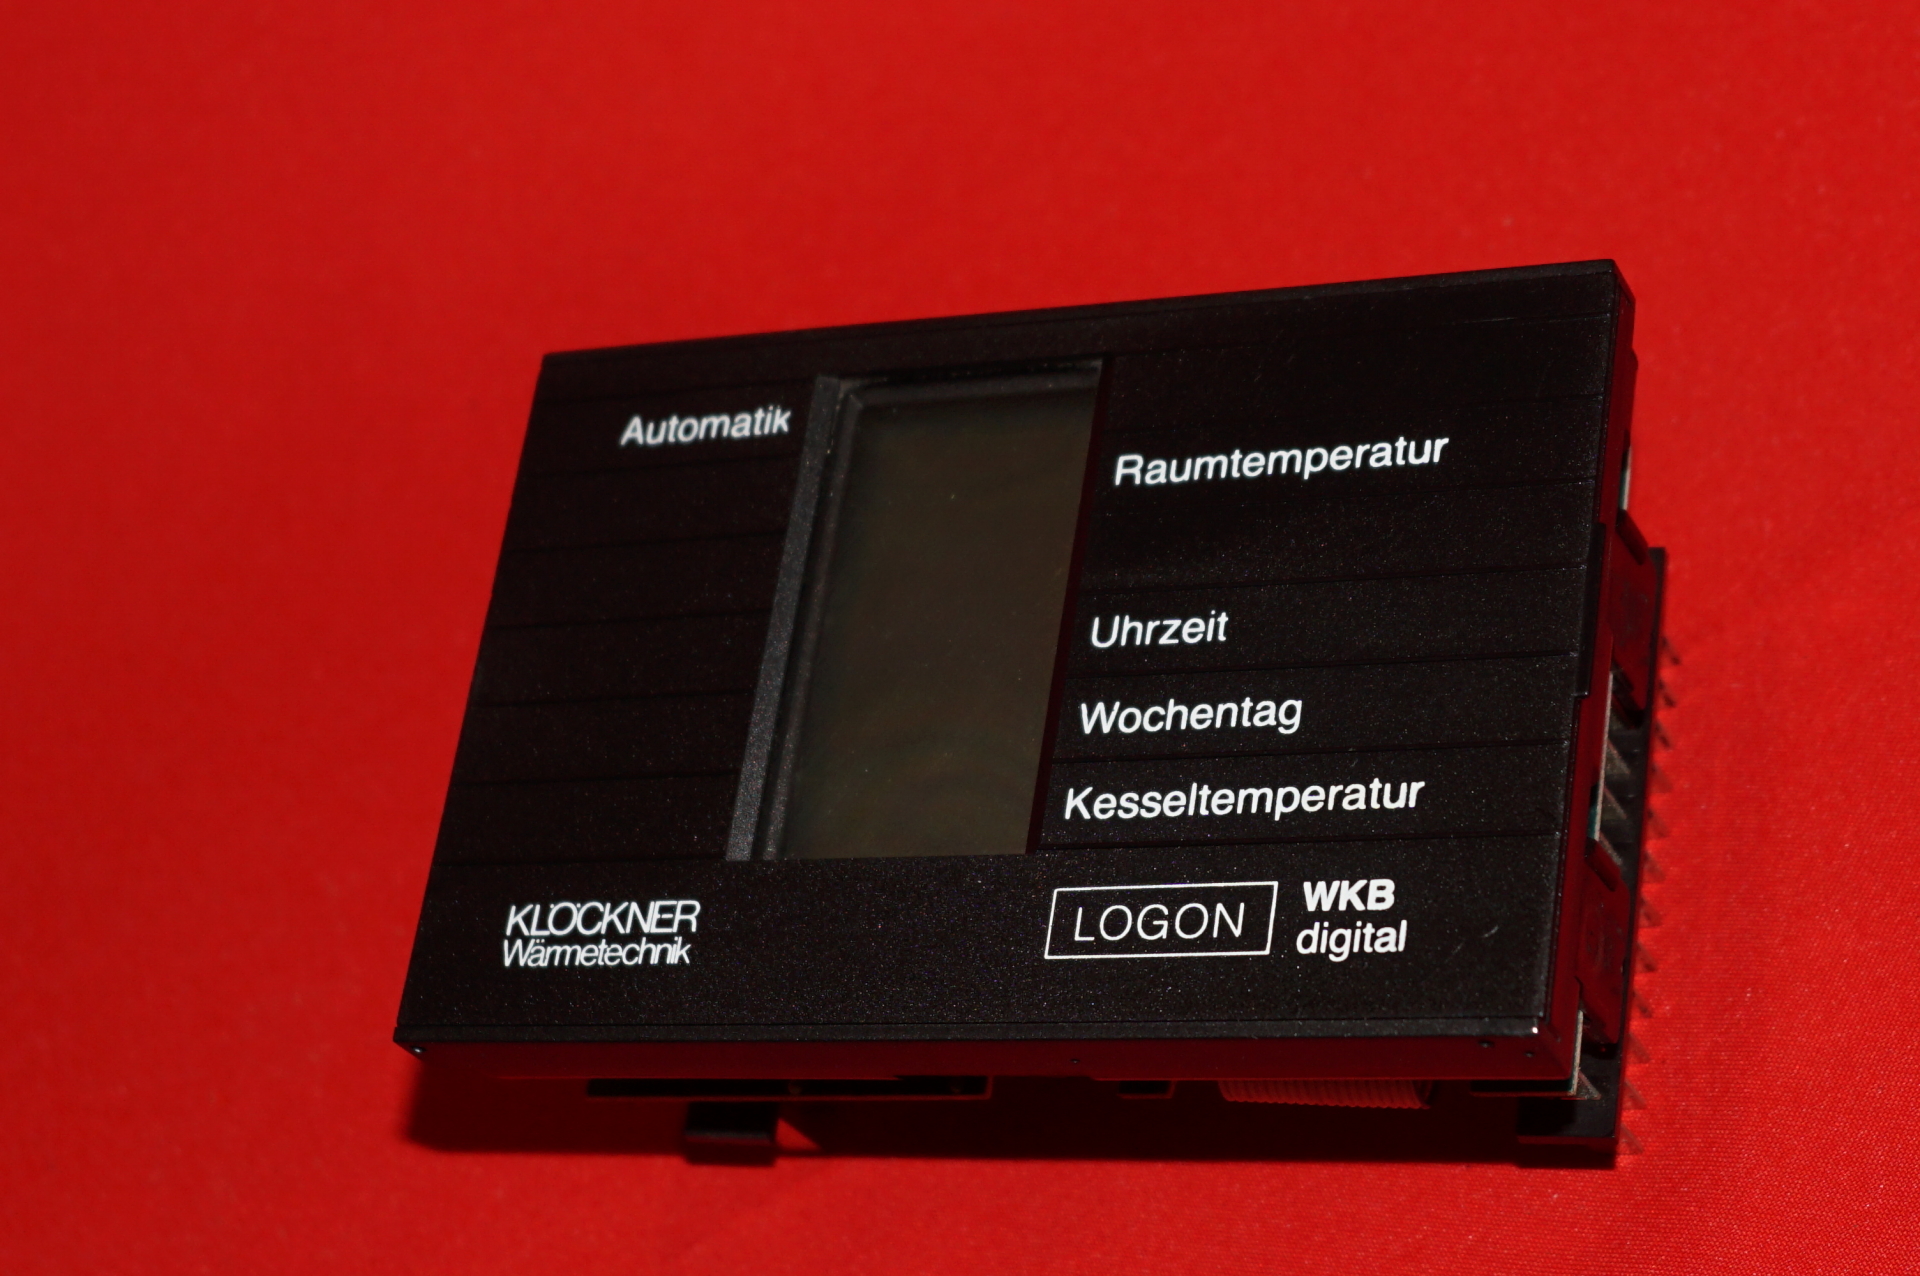 Automatik
Raumtemperatur
Uhrzeit
Wochentag
Kesseltemperatur
KLÖCKNER
Wärmetechnik
LOGON
WKB
digital